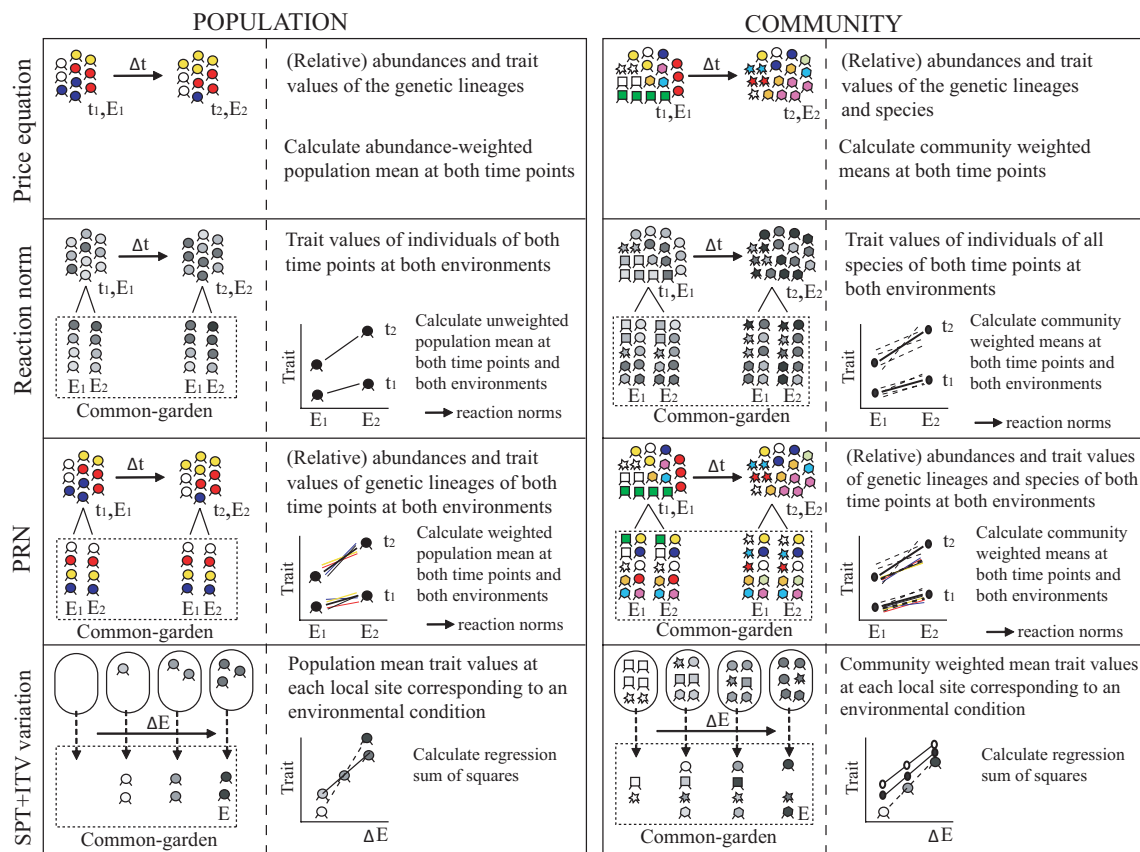 POPULATION
COMMUNITY
Price equation
Δt
t1,E1
t2,E2
(Relative) abundances and trait
values of the genetic lineages
Calculate abundance-weighted
population mean at both time points
Δt
t1,E1
t2,E2
(Relative) abundances and trait
values of the genetic lineages
and species
Calculate community weighted
means at both time points
Reaction norm
Δt
t1,E1
t2,E2
E1 E2
E1 E2
Common-garden
Trait values of individuals of both
time points at both environments
Trait
t2
t1
E1
E2
Calculate unweighted
population mean at
both time points and
both environments
reaction norms
Δt
t1,E1
t2,E2
E1 E2
E1 E2
Common-garden
Trait values of individuals of all
species of both time points at
both environments
Trait
t2
t1
E1
E2
Calculate community
weighted means at
both time points and
both environments
reaction norms
PRN
Δt
t1,E1
t2,E2
E1 E2
E1 E2
Common-garden
(Relative) abundances and trait
values of genetic lineages of both
time points at both environments
Trait
t2
t1
E1
E2
Calculate weighted
population mean at
both time points and
both environments
reaction norms
Δt
t1,E1
t2,E2
E1 E2
E1 E2
Common-garden
(Relative) abundances and trait values
of genetic lineages and species of both
time points at both environments
Trait
t2
t1
E1
E2
Calculate community
weighted means at
both time points and
both environments
reaction norms
SPT+ITV variation
ΔE
E
Common-garden
Population mean trait values at
each local site corresponding to an
environmental condition
Trait
ΔE
Calculate regression
sum of squares
ΔE
E
Common-garden
Community weighted mean trait values
at each local site corresponding to an
environmental condition
Trait
ΔE
Calculate regression
sum of squares